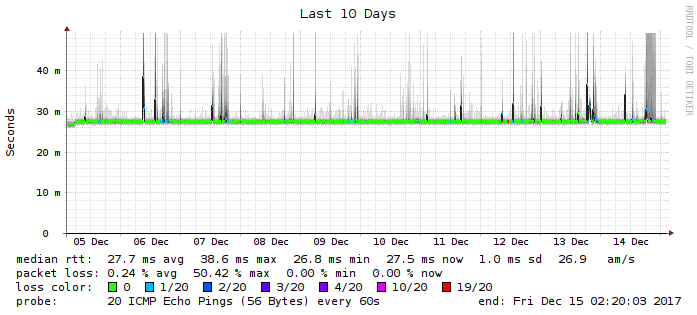 Last 10 Days
RRDTOOL / TOBI OETIKER
Seconds
40 m
30 m
20 m
10 m
0
05 Dec 06 Dec 07 Dec 08 Dec 09 Dec 10 Dec 11 Dec 12 Dec 13 Dec 14 Dec
median rtt: 27.7 ms avg 38.6 ms max 26.8 ms min 27.5 ms now 1.0 ms sd 26.9 am/s
packet loss: 0.24 % avg 50.42 % max 0.00 % min 0.00 % now
loss color: 0 1/20 2/20 3/20 4/20 10/20 19/20
probe: 20 ICMP Echo Pings (56 Bytes) every 60s end: Fri Dec 15 02:20:03 2017